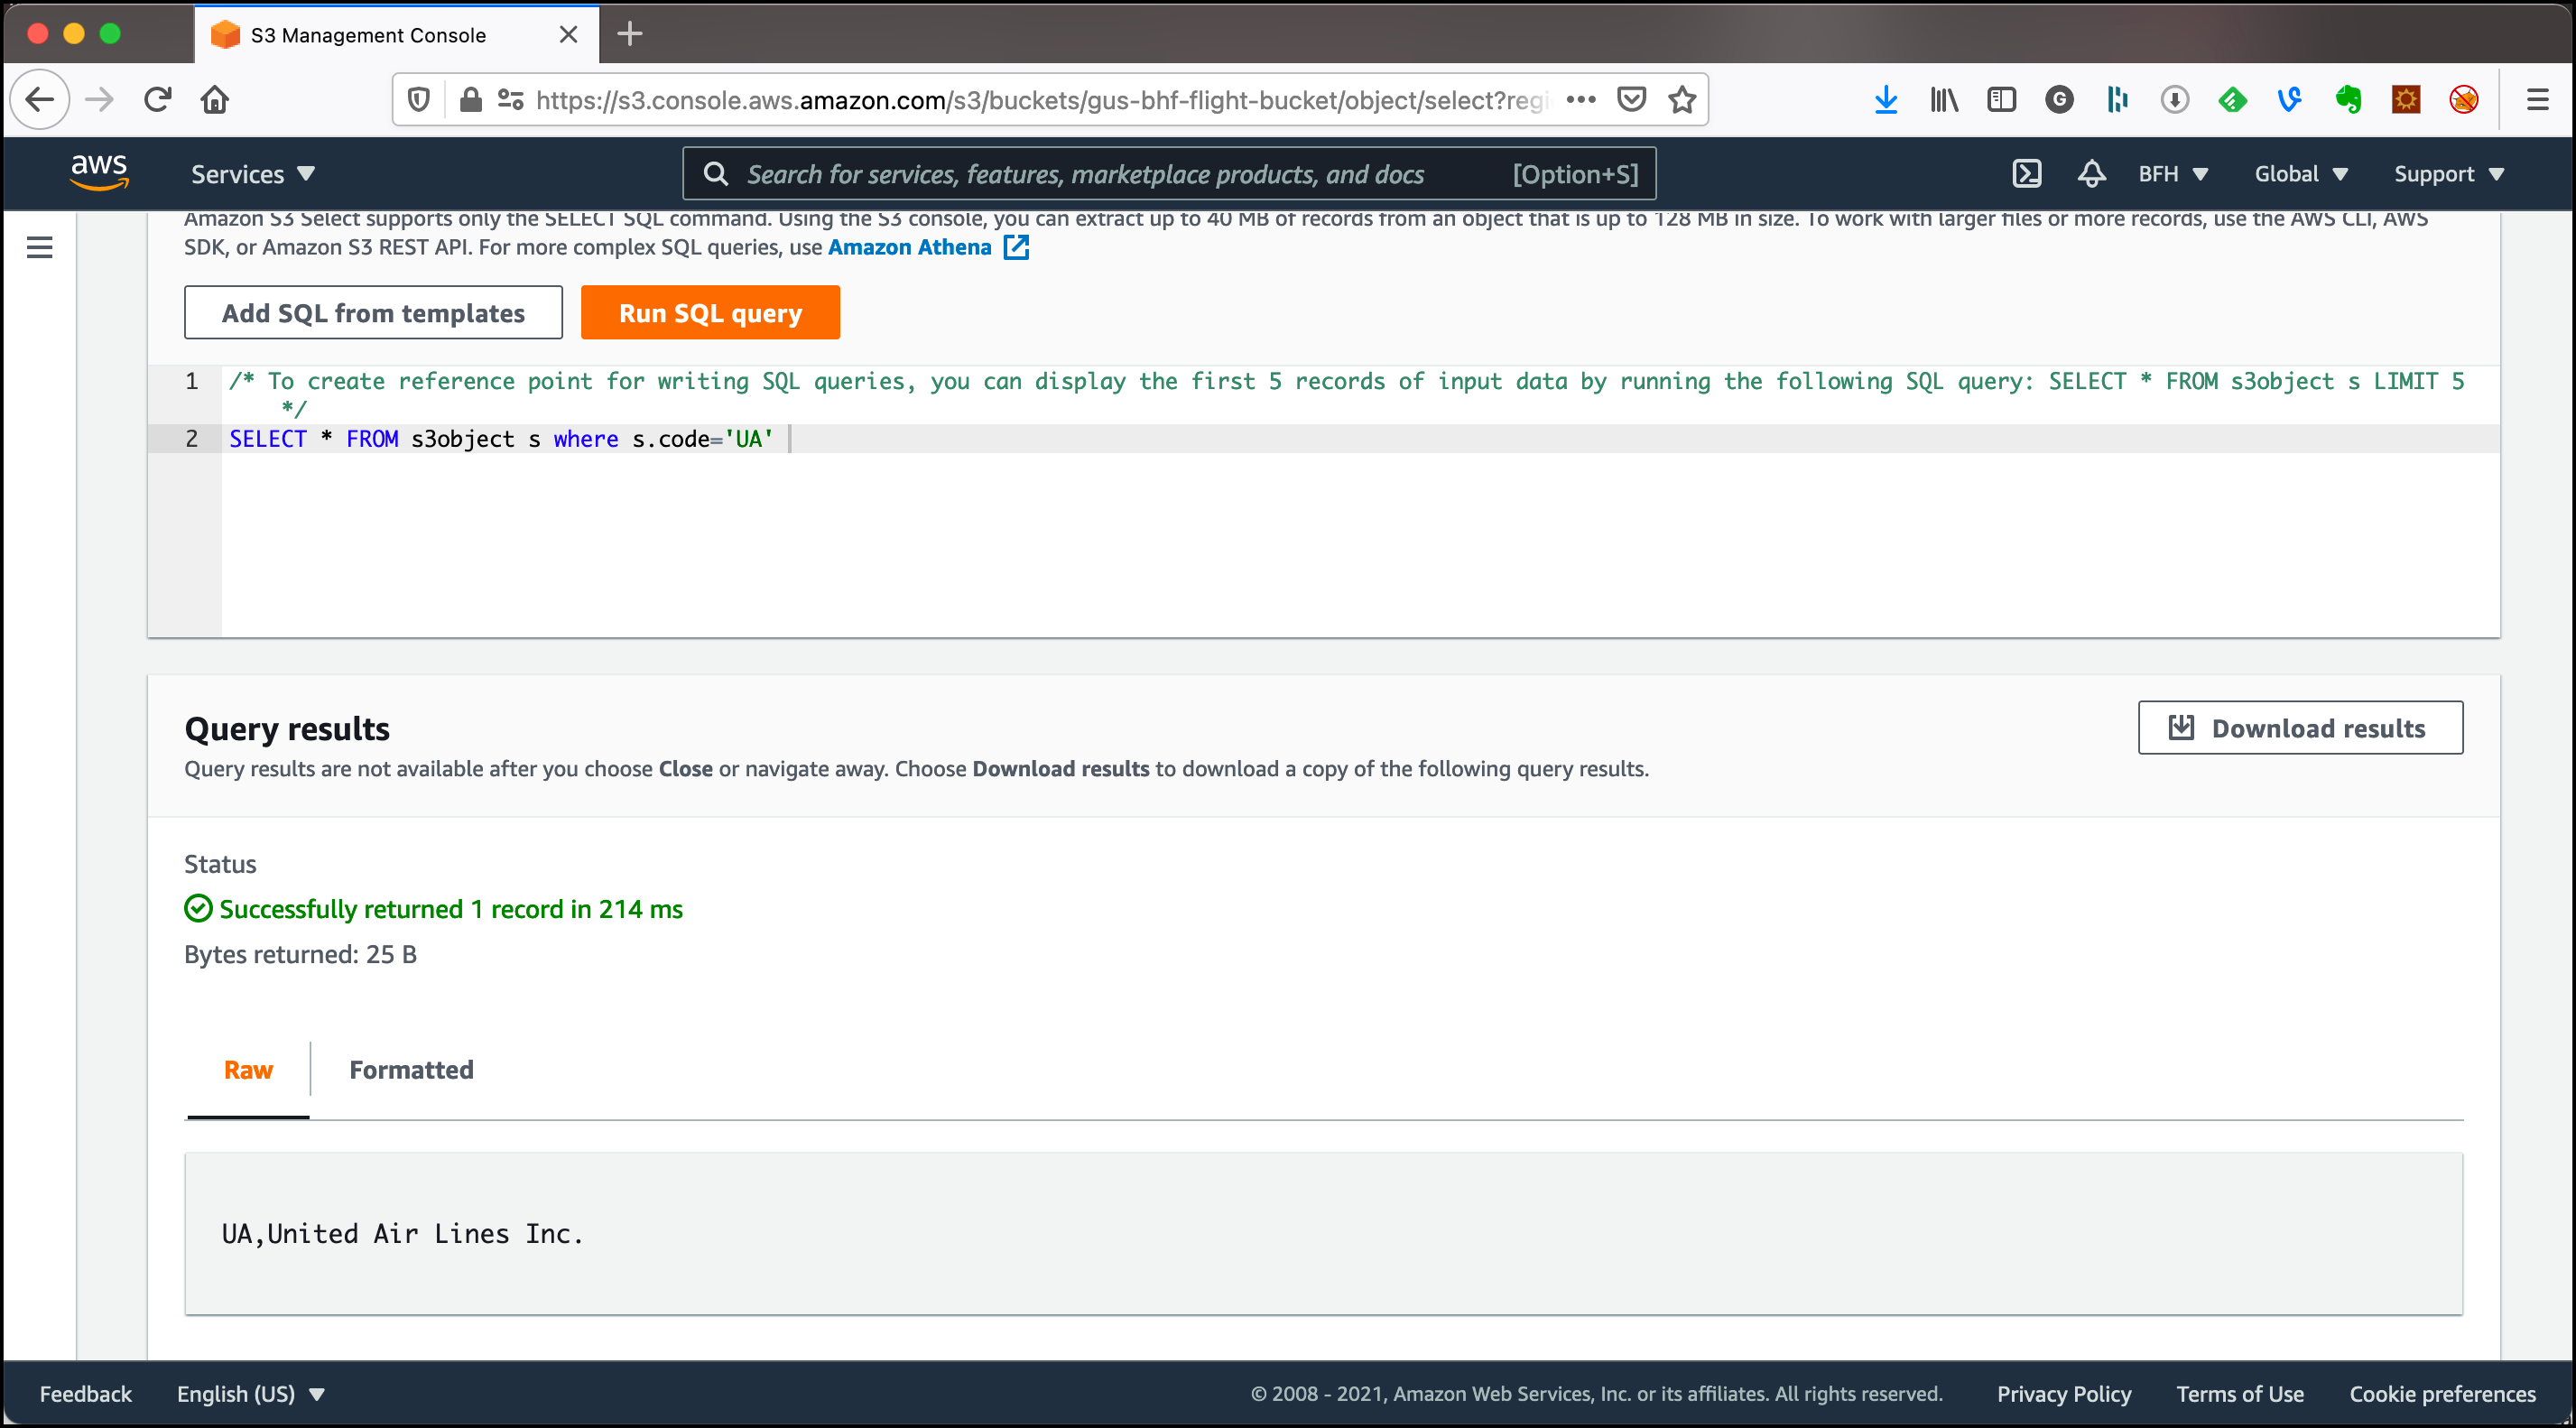 S3 Management Console
https://s3.console.aws.amazon.com/s3/buckets/gus-bhf-flight-bucket/object/select?regi
aws
Services
Search for services, features, marketplace products, and docs
[Option+S]
BFH
Global
Support
Amazon S3 Select supports only the SELECT SQL command. Using the S3 console, you can extract up to 40 MB of records from an object that is up to 128 MB in size. To work with larger files or more records, use the AWS CLI, AWS
SDK, or Amazon S3 REST API. For more complex SQL queries, use Amazon Athena
Add SQL from templates
Run SQL query
1 /* To create reference point for writing SQL queries, you can display the first 5 records of input data by running the following SQL query: SELECT * FROM s3object s LIMIT 5
*/
2 SELECT * FROM s3object s where s.code='UA'
Query results
Download results
Query results are not available after you choose Close or navigate away. Choose Download results to download a copy of the following query results.
Status
Successfully returned 1 record in 214 ms
Bytes returned: 25 B
Raw
Formatted
UA,United Air Lines Inc.
Feedback
English (US)
© 2008 - 2021, Amazon Web Services, Inc. or its affiliates. All rights reserved.
Privacy Policy
Terms of Use
Cookie preferences